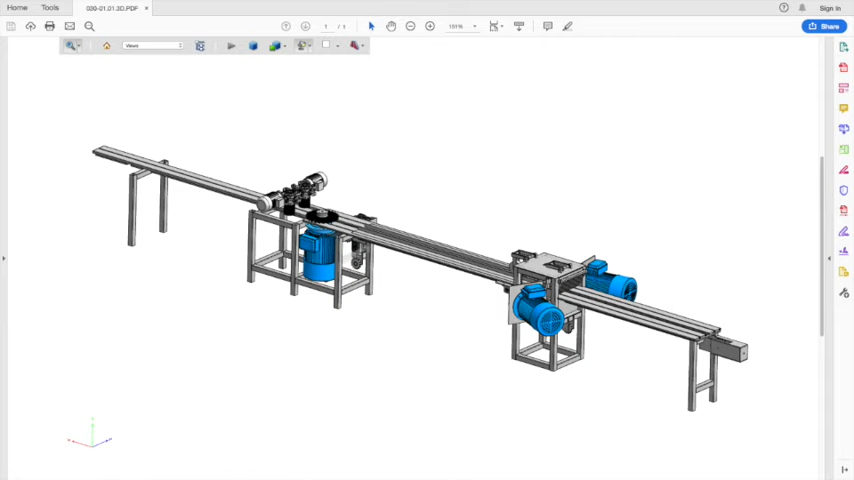 Home
Tools
030-01.01.3D.PDF
×
Sign In
1 / 1
151%
Share
Views